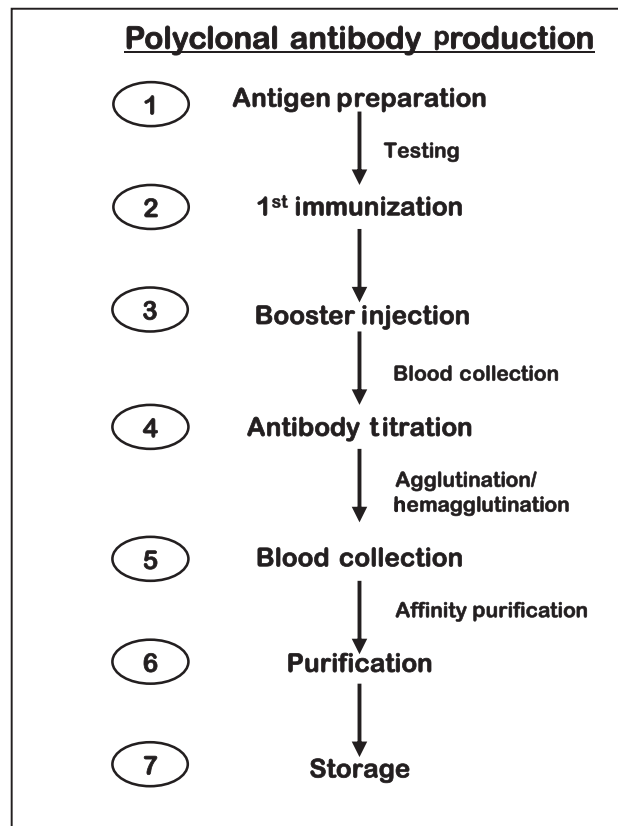 Polyclonal antibody production
1 Antigen preparation
Testing
2 1st immunization
3 Booster injection
Blood collection
4 Antibody titration
Agglutination/
hemagglutination
5 Blood collection
Affinity purification
6 Purification
7 Storage